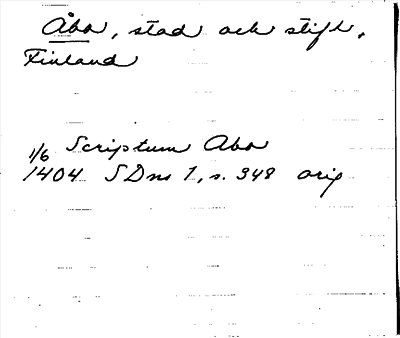 Åbo, stad och stift,
Finland
1/6 Scriptum Abo
1404 SDns 1, s. 348 orig